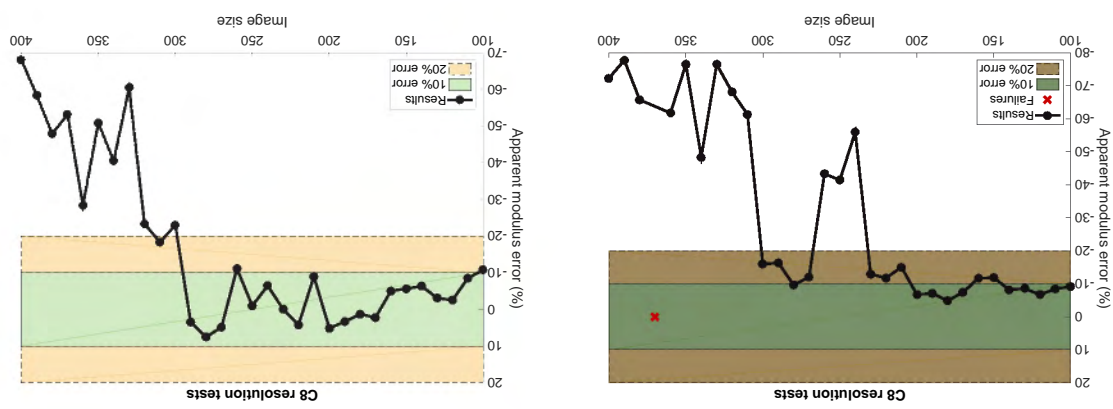 C8 resolution tests
20
10
0
-10
-20
-30
-40
-50
-60
-70
-80
Apparent modulus error (%)
Results
Failures
10% error
20% error
100 150 200 250 300 350 400
Image size
C8 resolution tests
20
10
0
-10
-20
-30
-40
-50
-60
-70
Apparent modulus error (%)
Results
10% error
20% error
100 150 200 250 300 350 400
Image size